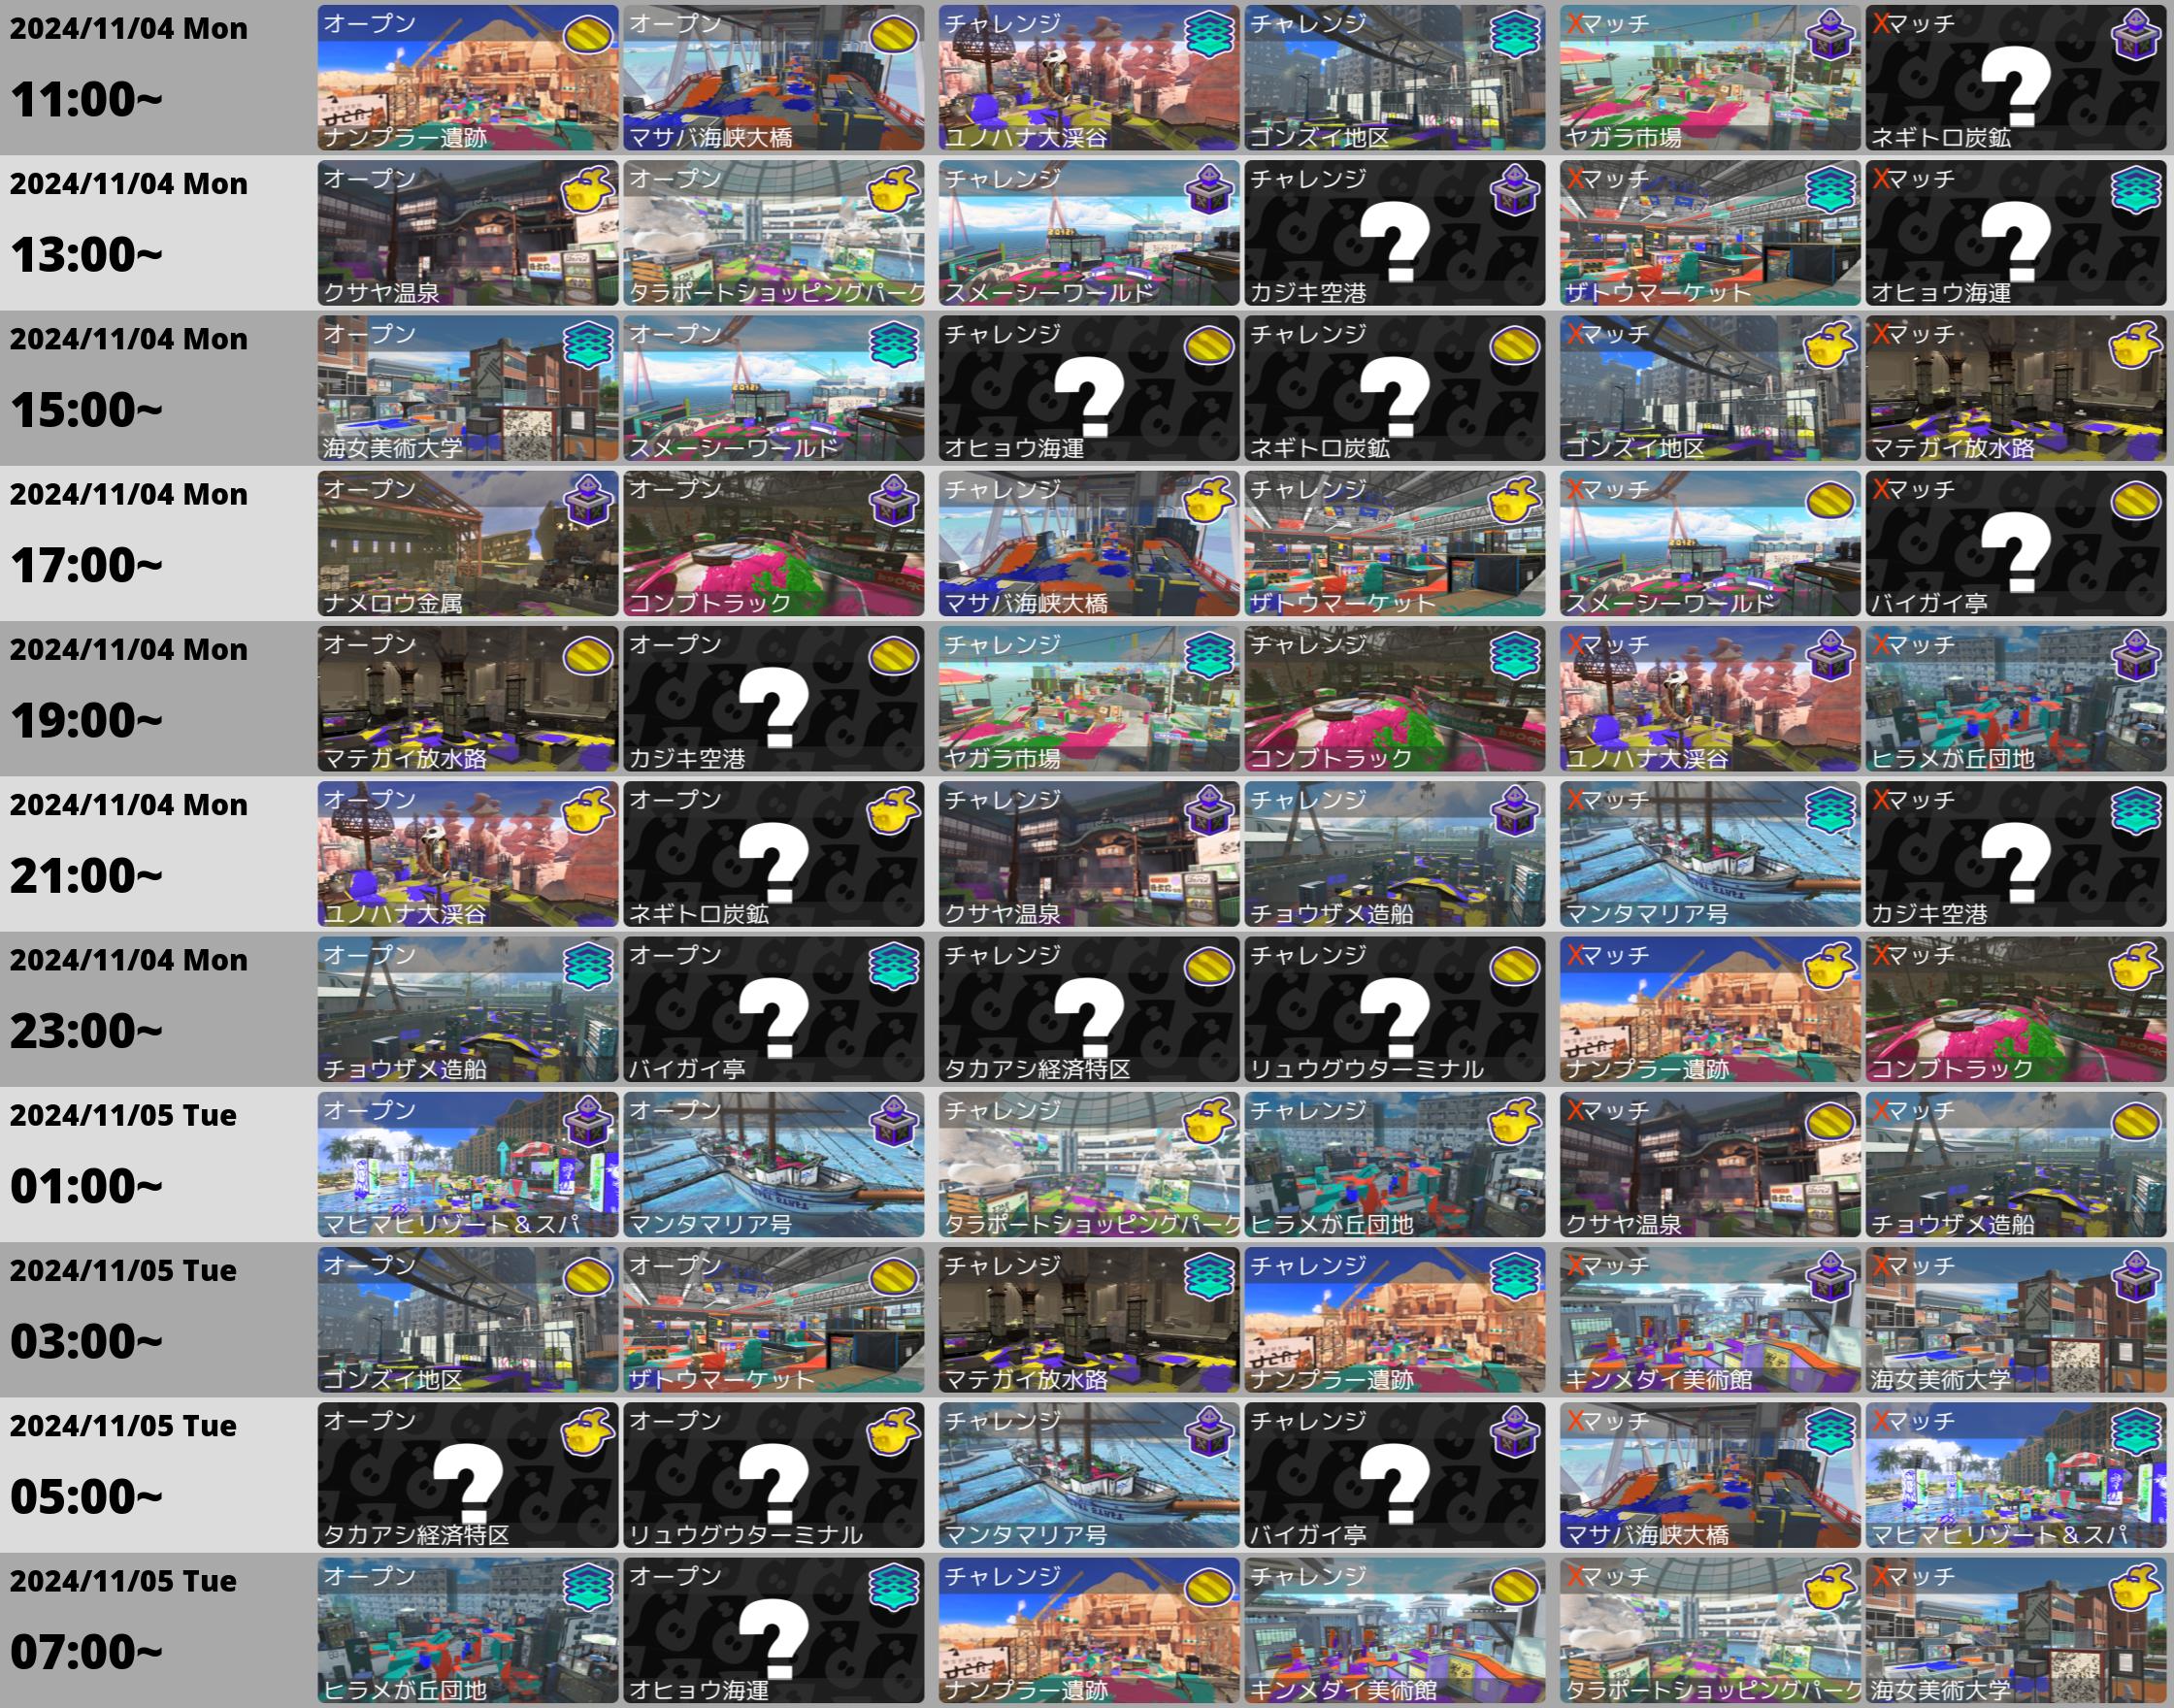 2024/11/04 Mon
11:00~
オープン
ナンプラー遺跡
オープン
マサバ海峡大橋
チャレンジ
ユノハナ大渓谷
チャレンジ
ゴンズイ地区
Xマッチ
ヤガラ市場
Xマッチ
?
ネギトロ炭鉱
2024/11/04 Mon
13:00~
オープン
クサヤ温泉
オープン
タラポートショッピングパーク
チャレンジ
スメーシーワールド
チャレンジ
?
カジキ空港
Xマッチ
ザトウマーケット
Xマッチ
?
オヒョウ海運
2024/11/04 Mon
15:00~
オープン
海女美術大学
オープン
スメーシーワールド
チャレンジ
?
オヒョウ海運
チャレンジ
?
ネギトロ炭鉱
Xマッチ
ゴンズイ地区
Xマッチ
マテガイ放水路
2024/11/04 Mon
17:00~
オープン
ナメロウ金属
オープン
コンブトラック
チャレンジ
マサバ海峡大橋
チャレンジ
ザトウマーケット
Xマッチ
スメーシーワールド
Xマッチ
?
バイガイ亭
2024/11/04 Mon
19:00~
オープン
マテガイ放水路
オープン
?
カジキ空港
チャレンジ
ヤガラ市場
チャレンジ
コンブトラック
Xマッチ
ユノハナ大渓谷
Xマッチ
ヒラメが丘団地
2024/11/04 Mon
21:00~
オープン
ユノハナ大渓谷
オープン
?
ネギトロ炭鉱
チャレンジ
クサヤ温泉
チャレンジ
チョウザメ造船
Xマッチ
マンタマリア号
Xマッチ
?
カジキ空港
2024/11/04 Mon
23:00~
オープン
チョウザメ造船
オープン
?
バイガイ亭
チャレンジ
?
タカアシ経済特区
チャレンジ
?
リュウグウターミナル
Xマッチ
ナンプラー遺跡
Xマッチ
コンブトラック
2024/11/05 Tue
01:00~
オープン
マヒマヒリゾート＆スパ
オープン
マンタマリア号
チャレンジ
タラポートショッピングパーク
チャレンジ
ヒラメが丘団地
Xマッチ
クサヤ温泉
Xマッチ
チョウザメ造船
2024/11/05 Tue
03:00~
オープン
ゴンズイ地区
オープン
ザトウマーケット
チャレンジ
マテガイ放水路
チャレンジ
ナンプラー遺跡
Xマッチ
キンメダイ美術館
Xマッチ
海女美術大学
2024/11/05 Tue
05:00~
オープン
?
タカアシ経済特区
オープン
?
リュウグウターミナル
チャレンジ
マンタマリア号
チャレンジ
?
バイガイ亭
Xマッチ
マサバ海峡大橋
Xマッチ
マヒマヒリゾート＆スパ
2024/11/05 Tue
07:00~
オープン
ヒラメが丘団地
オープン
?
オヒョウ海運
チャレンジ
ナンプラー遺跡
チャレンジ
キンメダイ美術館
Xマッチ
タラポートショッピングパーク
Xマッチ
海女美術大学